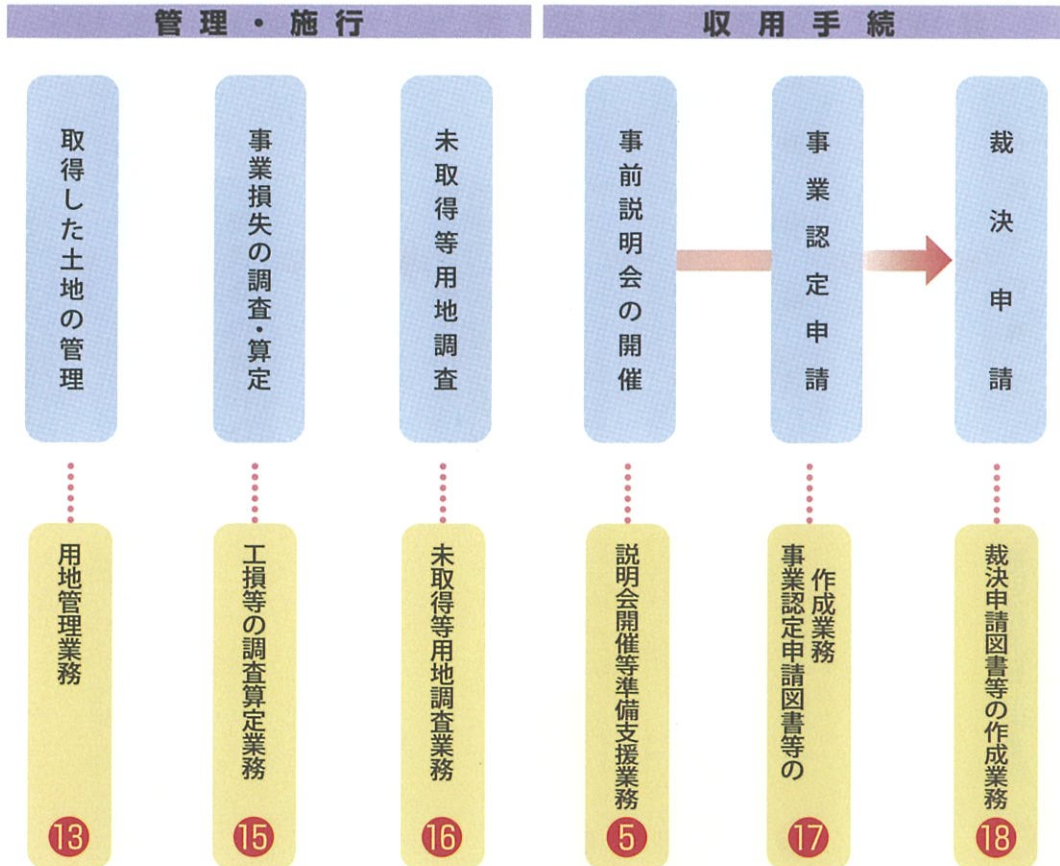 管理・施行
収用手続
取得した土地の管理
事業損失の調査・算定
未取得等用地調査
事前説明会の開催
事業認定申請
裁決申請
用地管理業務
13
工損等の調査算定業務
15
未取得等用地調査業務
16
説明会開催等準備支援業務
5
事業認定申請図書等の
作成業務
17
裁決申請図書等の作成業務
18